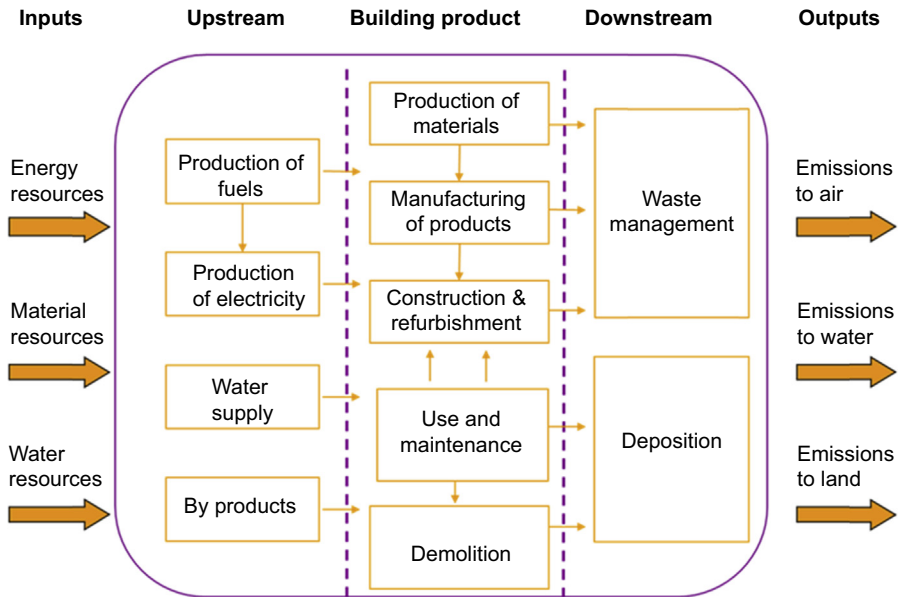 Inputs
Upstream
Building product
Downstream
Outputs
Energy
resources
Material
resources
Water
resources
Production of
fuels
Production
of electricity
Water
supply
By products
Production of
materials
Manufacturing
of products
Construction &
refurbishment
Use and
maintenance
Demolition
Waste
management
Deposition
Emissions
to air
Emissions
to water
Emissions
to land